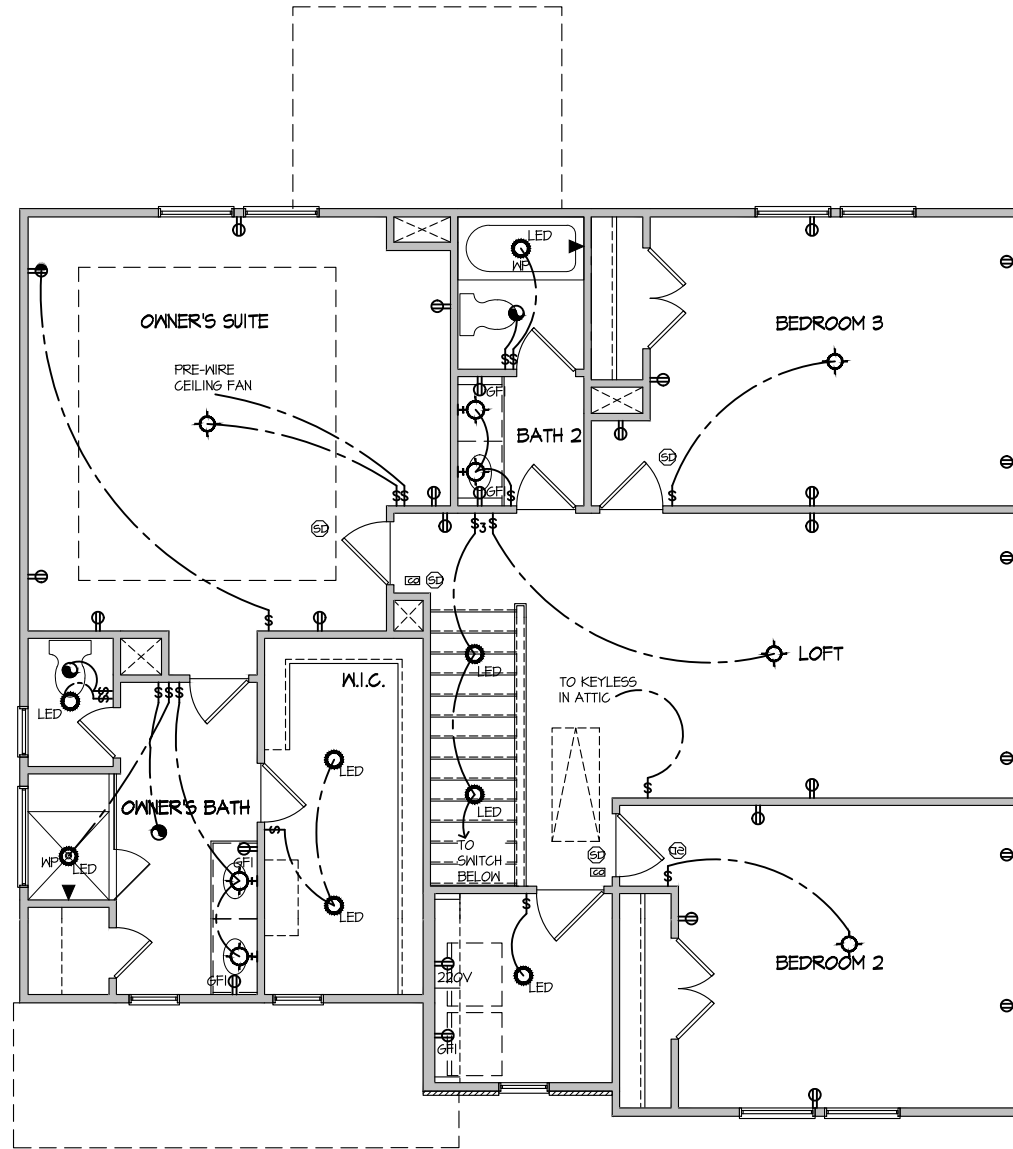 LED
WP
OWNER'S SUITE
BEDROOM 3
PRE-WIRE
CEILING FAN
$$
GFI
BATH 2
SD
GFI
$$
$
$
SD
$3
$
CO
SD
$
LED
W.I.C.
TO KEYLESS
IN ATTIC
LOFT
$$
$$$
LED
LED
$
LED
OWNER'S BATH
$
TO
SWITCH
BELOW
SD
SD
WP
LED
GFI
CO
$
$
LED
BEDROOM 2
220V
LED
GFI
GFI